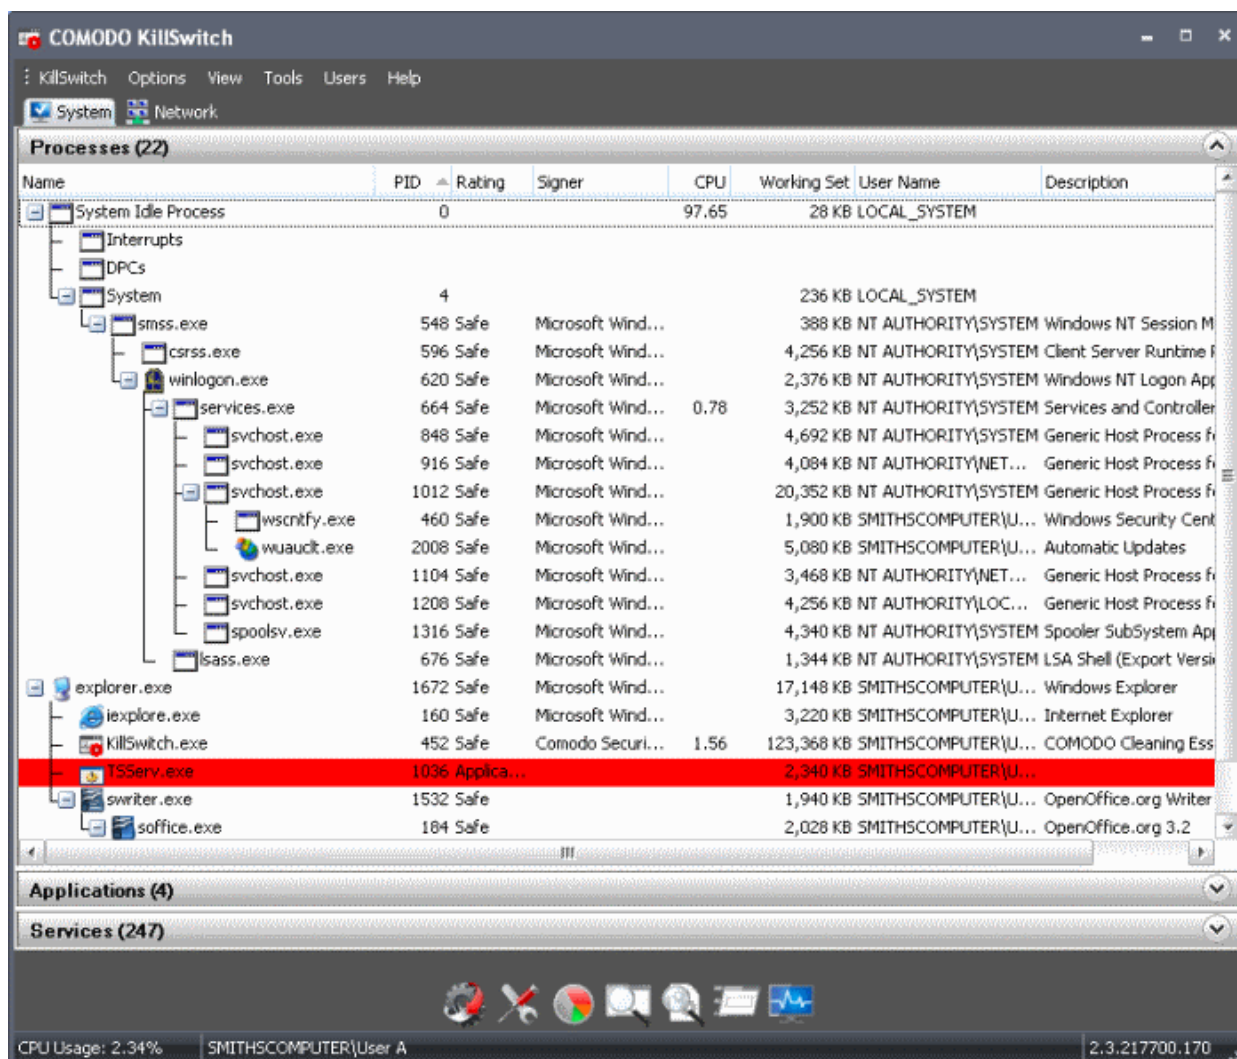 COMODO KillSwitch
KillSwitch Options View Tools Users Help
System Network
Processes (22)
Name PID Rating Signer CPU Working Set User Name Description
System Idle Process 0 97.65 28 KB LOCAL_SYSTEM
Interrupts
DPCs
System 4 236 KB LOCAL_SYSTEM
smss.exe 548 Safe Microsoft Wind... 388 KB NT AUTHORITY\SYSTEM Windows NT Session M
csrss.exe 596 Safe Microsoft Wind... 4,256 KB NT AUTHORITY\SYSTEM Client Server Runtime P
winlogon.exe 620 Safe Microsoft Wind... 2,376 KB NT AUTHORITY\SYSTEM Windows NT Logon App
services.exe 664 Safe Microsoft Wind... 0.78 3,252 KB NT AUTHORITY\SYSTEM Services and Controller
svchost.exe 848 Safe Microsoft Wind... 4,692 KB NT AUTHORITY\SYSTEM Generic Host Process f
svchost.exe 916 Safe Microsoft Wind... 4,084 KB NT AUTHORITY\NET... Generic Host Process f
svchost.exe 1012 Safe Microsoft Wind... 20,352 KB NT AUTHORITY\SYSTEM Generic Host Process f
wscntfy.exe 460 Safe Microsoft Wind... 1,900 KB SMITHSCOMPUTER\U... Windows Security Cent
wuauclt.exe 2008 Safe Microsoft Wind... 5,080 KB SMITHSCOMPUTER\U... Automatic Updates
svchost.exe 1104 Safe Microsoft Wind... 3,468 KB NT AUTHORITY\NET... Generic Host Process f
svchost.exe 1208 Safe Microsoft Wind... 4,256 KB NT AUTHORITY\LOC... Generic Host Process f
spoolsv.exe 1316 Safe Microsoft Wind... 4,340 KB NT AUTHORITY\SYSTEM Spooler SubSystem App
lsass.exe 676 Safe Microsoft Wind... 1,344 KB NT AUTHORITY\SYSTEM LSA Shell (Export Versi
explorer.exe 1672 Safe Microsoft Wind... 17,148 KB SMITHSCOMPUTER\U... Windows Explorer
iexplore.exe 160 Safe Microsoft Wind... 3,220 KB SMITHSCOMPUTER\U... Internet Explorer
KillSwitch.exe 452 Safe Comodo Securi... 1.56 123,368 KB SMITHSCOMPUTER\U... COMODO Cleaning Ess
TSServ.exe 1036 Applica... 2,340 KB SMITHSCOMPUTER\U...
swriter.exe 1532 Safe 1,940 KB SMITHSCOMPUTER\U... OpenOffice.org Writer
soffice.exe 184 Safe 2,028 KB SMITHSCOMPUTER\U... OpenOffice.org 3.2
Applications (4)
Services (247)
CPU Usage: 2.34% SMITHSCOMPUTER\User A 2.3.217700.170